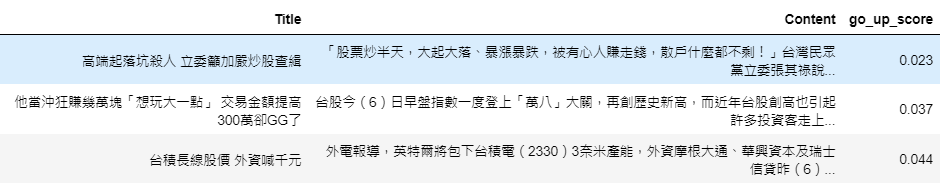 Title Content go_up_score
高端起落坑殺人 立委籲加嚴炒股查緝
「股票炒半天，大起大落、暴漲暴跌，被有心人賺走錢，散戶什麼都不剩！」台灣民眾
黨立委張其祿說...
0.023
他當沖狂賺幾萬塊「想玩大一點」 交易金額提高
300萬卻GG了
台股今（6）日早盤指數一度登上「萬八」大關，再創歷史新高，而近年台股創高也引起
許多投資客走上...
0.037
台積長線股價 外資喊千元
外電報導，英特爾將包下台積電（2330）3奈米產能，外資摩根大通、華興資本及瑞士
信貸昨（6）...
0.044